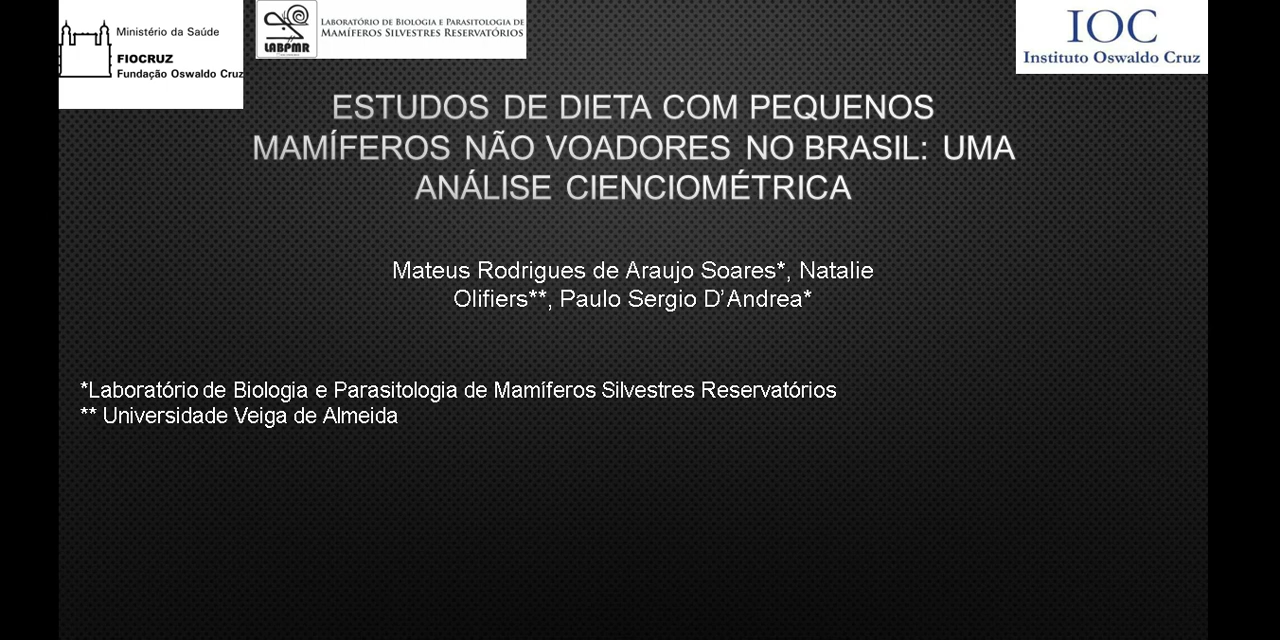 Ministério da Saúde
FIOCRUZ
Fundação Oswaldo Cruz
LABPMR
LABORATÓRIO DE BIOLOGIA E PARASITOLOGIA DE
MAMÍFEROS SILVESTRES RESERVATÓRIOS
IOC
Instituto Oswaldo Cruz
ESTUDOS DE DIETA COM PEQUENOS
MAMÍFEROS NÃO VOADORES NO BRASIL: UMA
ANÁLISE CIENCIOMÉTRICA
Mateus Rodrigues de Araujo Soares*, Natalie
Olifiers**, Paulo Sergio D’Andrea*
*Laboratório de Biologia e Parasitologia de Mamíferos Silvestres Reservatórios
** Universidade Veiga de Almeida